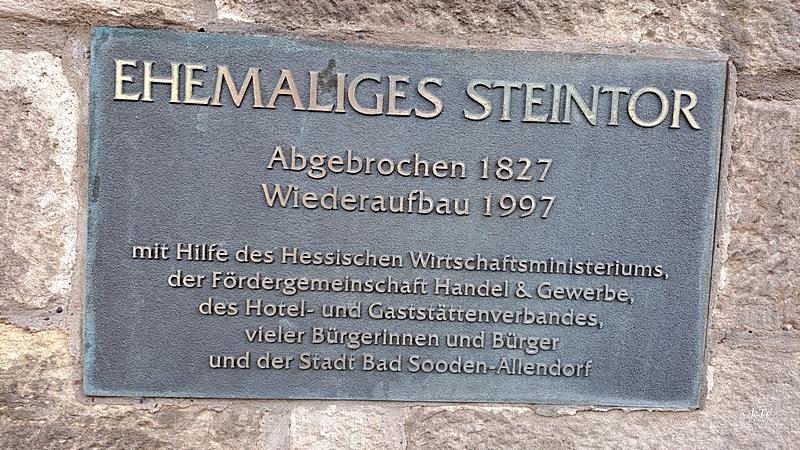 EHEMALIGES STEINTOR
Abgebrochen 1827
Wiederaufbau 1997
mit Hilfe des Hessischen Wirtschaftsministeriums,
der Fördergemeinschaft Handel & Gewerbe,
des Hotel- und Gaststättenverbandes,
vieler Bürgerinnen und Bürger
und der Stadt Bad Sooden-Allendorf